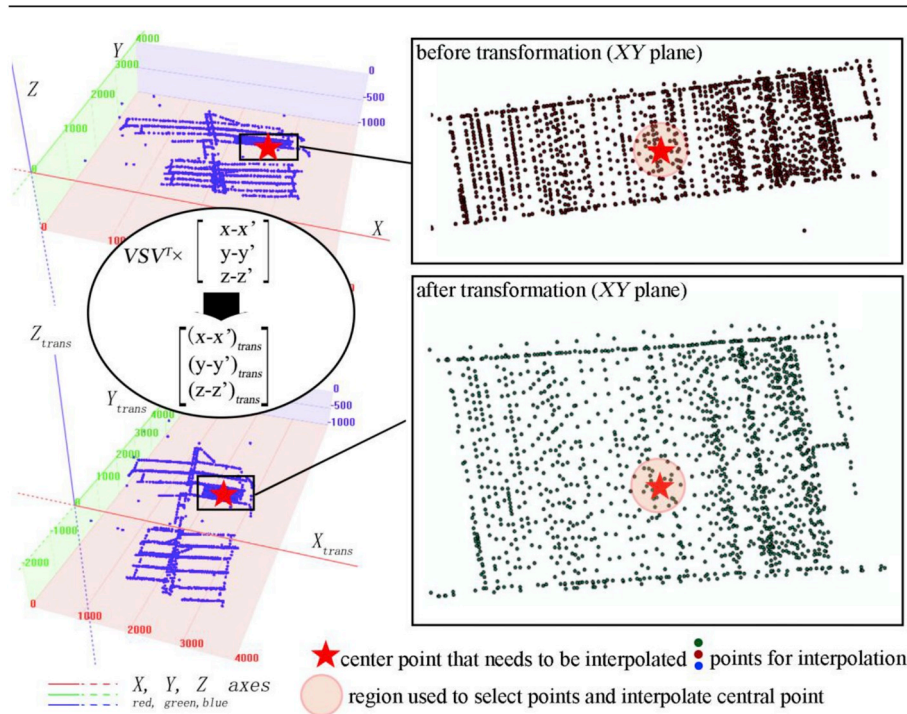 4000
Y
3000
Z
2000
1000
0
-500
-1000
0
0
X
before transformation (XY plane)
VSVᵀ×
x-x'
y-y'
z-z'
(x-x')trans
(y-y')trans
(z-z')trans
after transformation (XY plane)
Ztrans
Ytrans
4000
3000
2000
1000
0
-1000
-2000
0
-500
-1000
Xtrans
0
1000
2000
3000
4000
center point that needs to be interpolated
points for interpolation
X, Y, Z axes
red, green, blue
region used to select points and interpolate central point